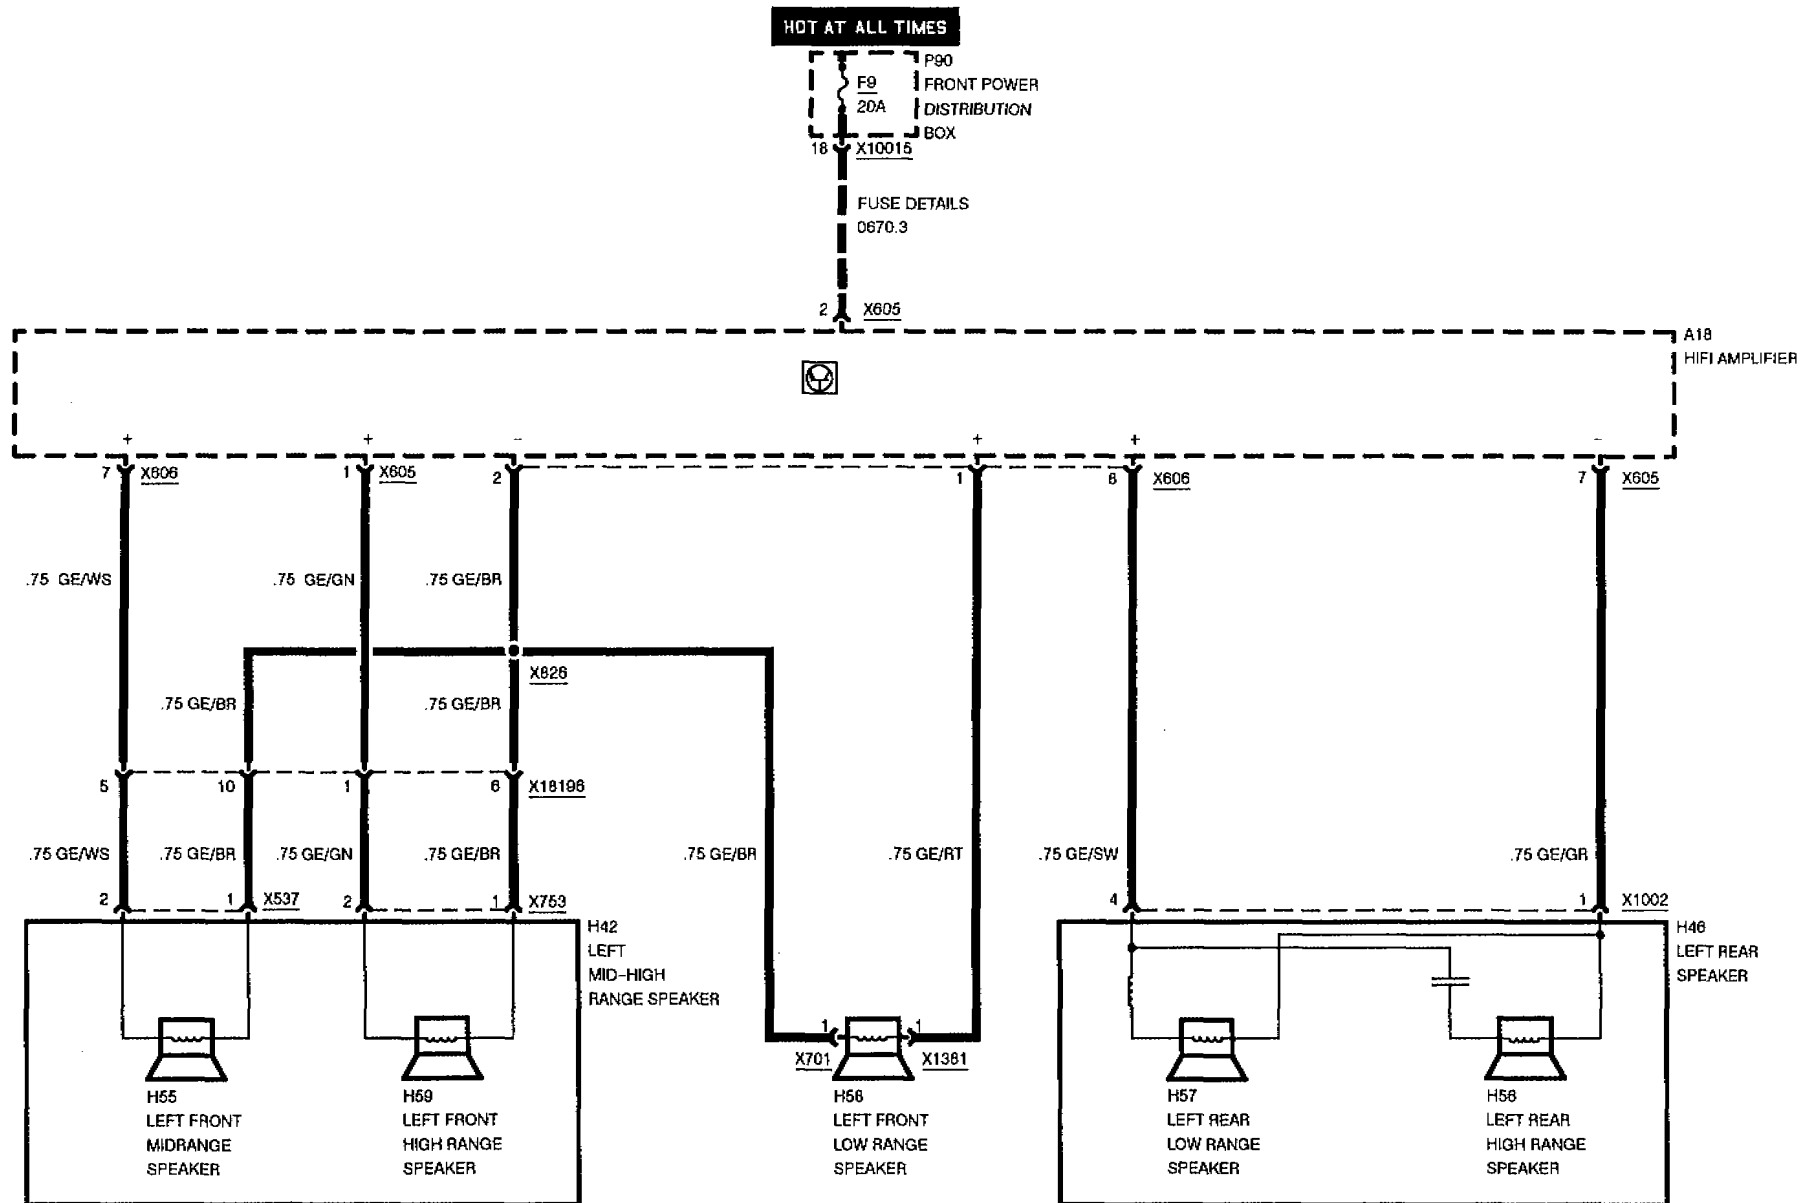 HOT AT ALL TIMES
P90
FRONT POWER
DISTRIBUTION
BOX
F9
20A
18 X10015
FUSE DETAILS
0670.3
2 X605
A18
HIFI AMPLIFIER
+ + - + + -
7 X606 1 X605 2 1 8 X606 7 X605
.75 GE/WS .75 GE/GN .75 GE/BR
X826
.75 GE/BR .75 GE/BR
5 10 1 6 X18196
.75 GE/WS .75 GE/BR .75 GE/GN .75 GE/BR .75 GE/BR .75 GE/RT .75 GE/SW .75 GE/GR
2 1 X537 2 1 X753 4 1 X1002
H42
LEFT
MID-HIGH
RANGE SPEAKER
H46
LEFT REAR
SPEAKER
1 1
X701 X1381
H55
LEFT FRONT
MIDRANGE
SPEAKER
H59
LEFT FRONT
HIGH RANGE
SPEAKER
H56
LEFT FRONT
LOW RANGE
SPEAKER
H57
LEFT REAR
LOW RANGE
SPEAKER
H58
LEFT REAR
HIGH RANGE
SPEAKER